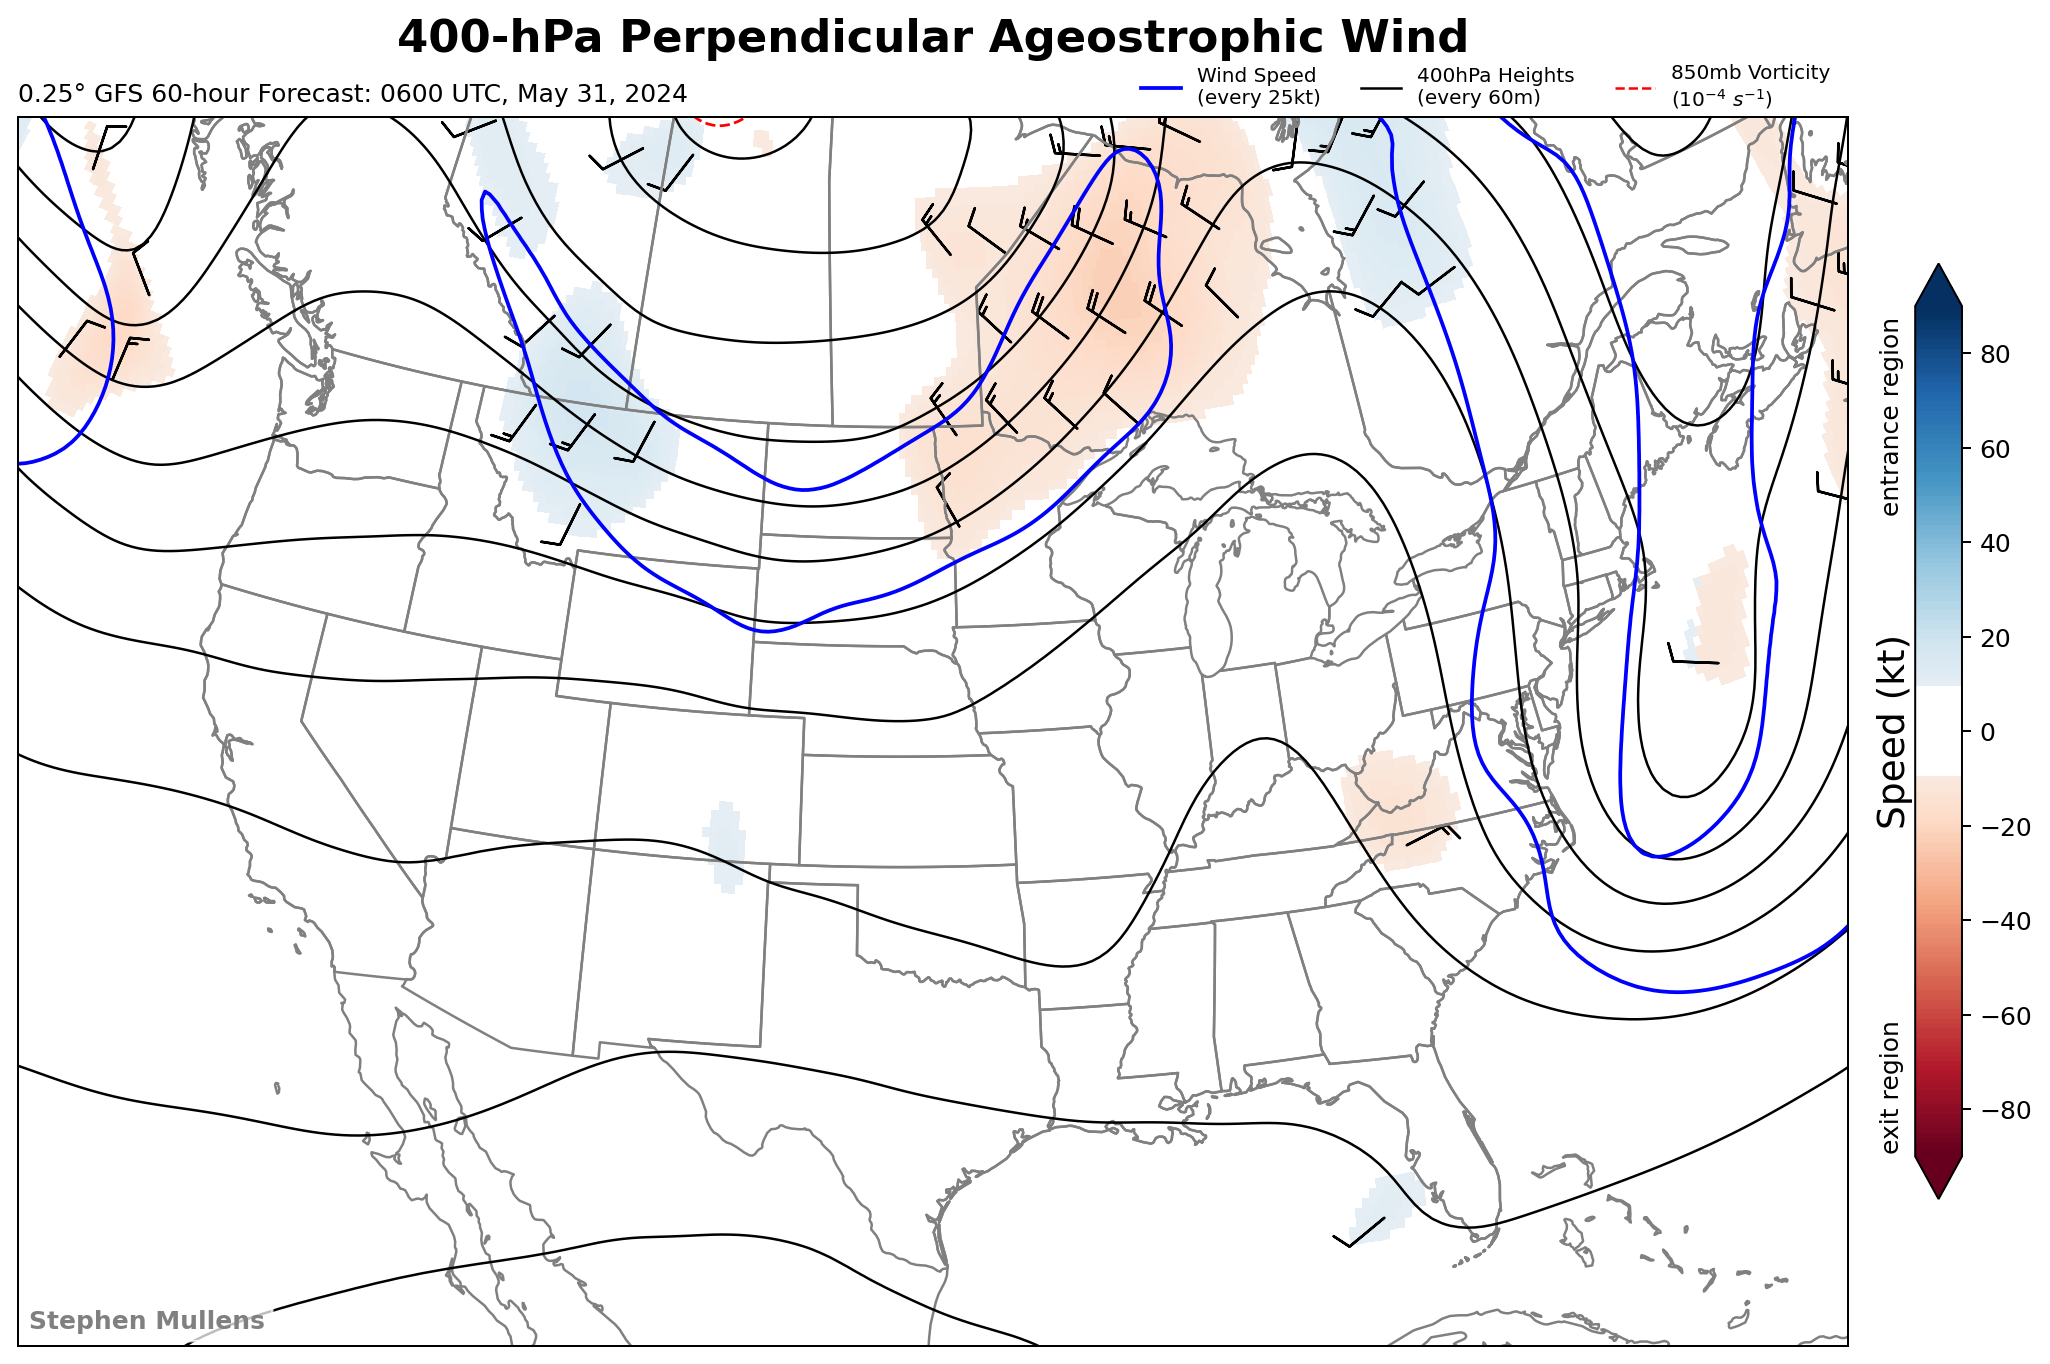 400-hPa Perpendicular Ageostrophic Wind
0.25° GFS 60-hour Forecast: 0600 UTC, May 31, 2024
Wind Speed
(every 25kt)
400hPa Heights
(every 60m)
850mb Vorticity
(10⁻⁴ s⁻¹)
entrance region
Speed (kt)
exit region
80
60
40
20
0
−20
−40
−60
−80
Stephen Mullens